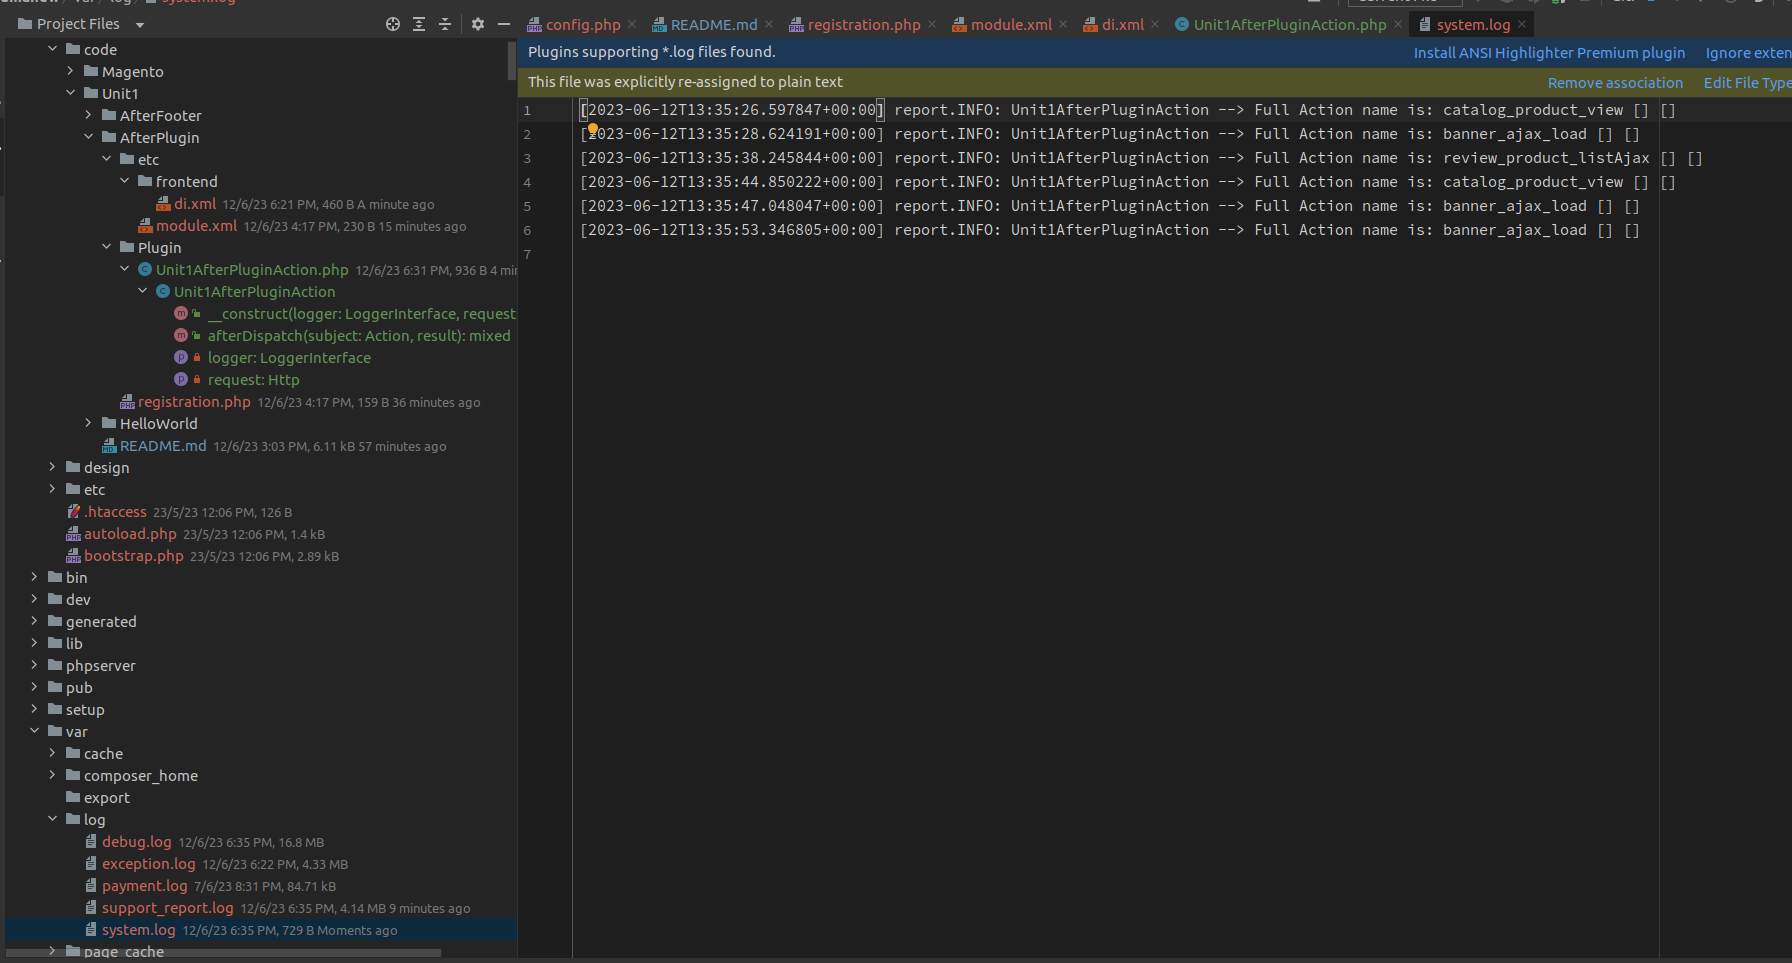 Project Files
code
Magento
Unit1
AfterFooter
AfterPlugin
etc
frontend
di.xml 12/6/23 6:21 PM, 460 B A minute ago
module.xml 12/6/23 4:17 PM, 230 B 15 minutes ago
Plugin
Unit1AfterPluginAction.php 12/6/23 6:31 PM, 936 B 4 min
Unit1AfterPluginAction
__construct(logger: LoggerInterface, request
afterDispatch(subject: Action, result): mixed
logger: LoggerInterface
request: Http
registration.php 12/6/23 4:17 PM, 159 B 36 minutes ago
HelloWorld
README.md 12/6/23 3:03 PM, 6.11 kB 57 minutes ago
design
etc
.htaccess 23/5/23 12:06 PM, 126 B
autoload.php 23/5/23 12:06 PM, 1.4 kB
bootstrap.php 23/5/23 12:06 PM, 2.89 kB
bin
dev
generated
lib
phpserver
pub
setup
var
cache
composer_home
export
log
debug.log 12/6/23 6:35 PM, 16.8 MB
exception.log 12/6/23 6:22 PM, 4.33 MB
payment.log 7/6/23 8:31 PM, 84.71 kB
support_report.log 12/6/23 6:35 PM, 4.14 MB 9 minutes ago
system.log 12/6/23 6:35 PM, 729 B Moments ago
page_cache
config.php README.md registration.php module.xml di.xml Unit1AfterPluginAction.php system.log
Plugins supporting *.log files found. Install ANSI Highlighter Premium plugin Ignore exten
This file was explicitly re-assigned to plain text Remove association Edit File Type
1 [2023-06-12T13:35:26.597847+00:00] report.INFO: Unit1AfterPluginAction --> Full Action name is: catalog_product_view [] []
2 [2023-06-12T13:35:28.624191+00:00] report.INFO: Unit1AfterPluginAction --> Full Action name is: banner_ajax_load [] []
3 [2023-06-12T13:35:38.245844+00:00] report.INFO: Unit1AfterPluginAction --> Full Action name is: review_product_listAjax [] []
4 [2023-06-12T13:35:44.850222+00:00] report.INFO: Unit1AfterPluginAction --> Full Action name is: catalog_product_view [] []
5 [2023-06-12T13:35:47.048047+00:00] report.INFO: Unit1AfterPluginAction --> Full Action name is: banner_ajax_load [] []
6 [2023-06-12T13:35:53.346805+00:00] report.INFO: Unit1AfterPluginAction --> Full Action name is: banner_ajax_load [] []
7